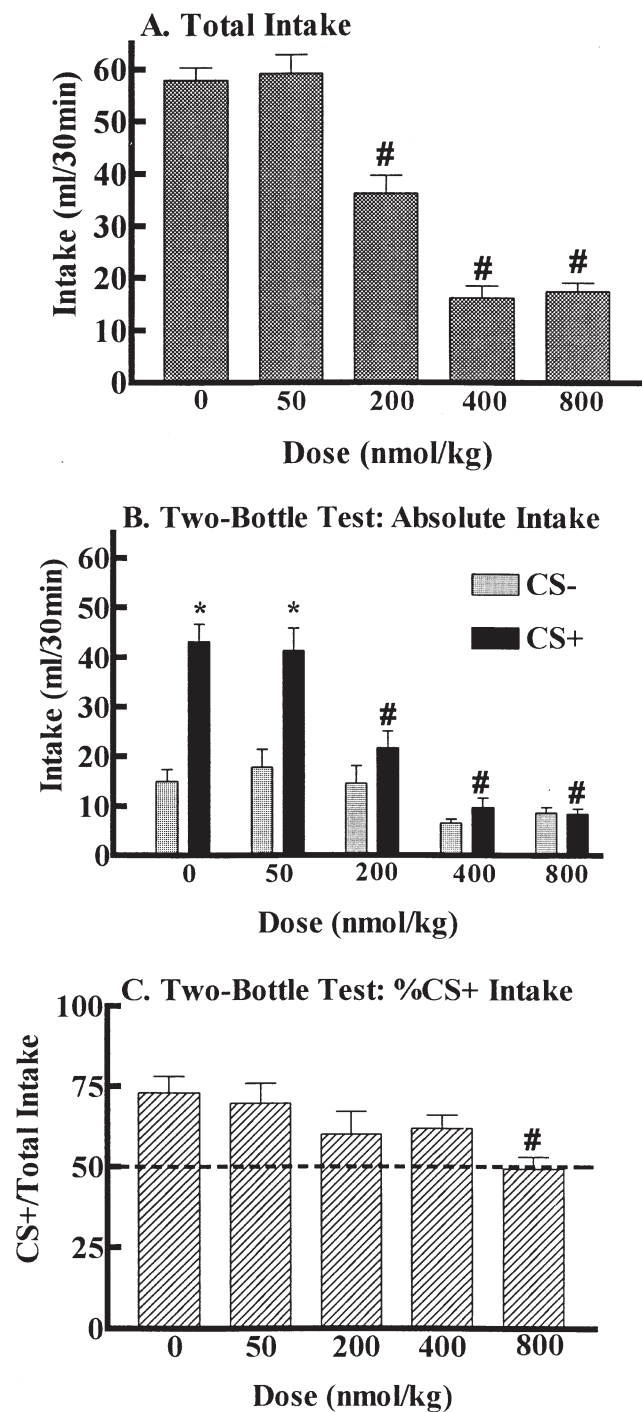 A. Total Intake
Intake (ml/30min)
60
50
40
30
20
10
0
#
#
#
0 50 200 400 800
Dose (nmol/kg)
B. Two-Bottle Test: Absolute Intake
Intake (ml/30min)
60
50
40
30
20
10
0
CS-
CS+
*
*
#
#
#
0 50 200 400 800
Dose (nmol/kg)
C. Two-Bottle Test: %CS+ Intake
CS+/Total Intake
100
75
50
25
0
#
0 50 200 400 800
Dose (nmol/kg)